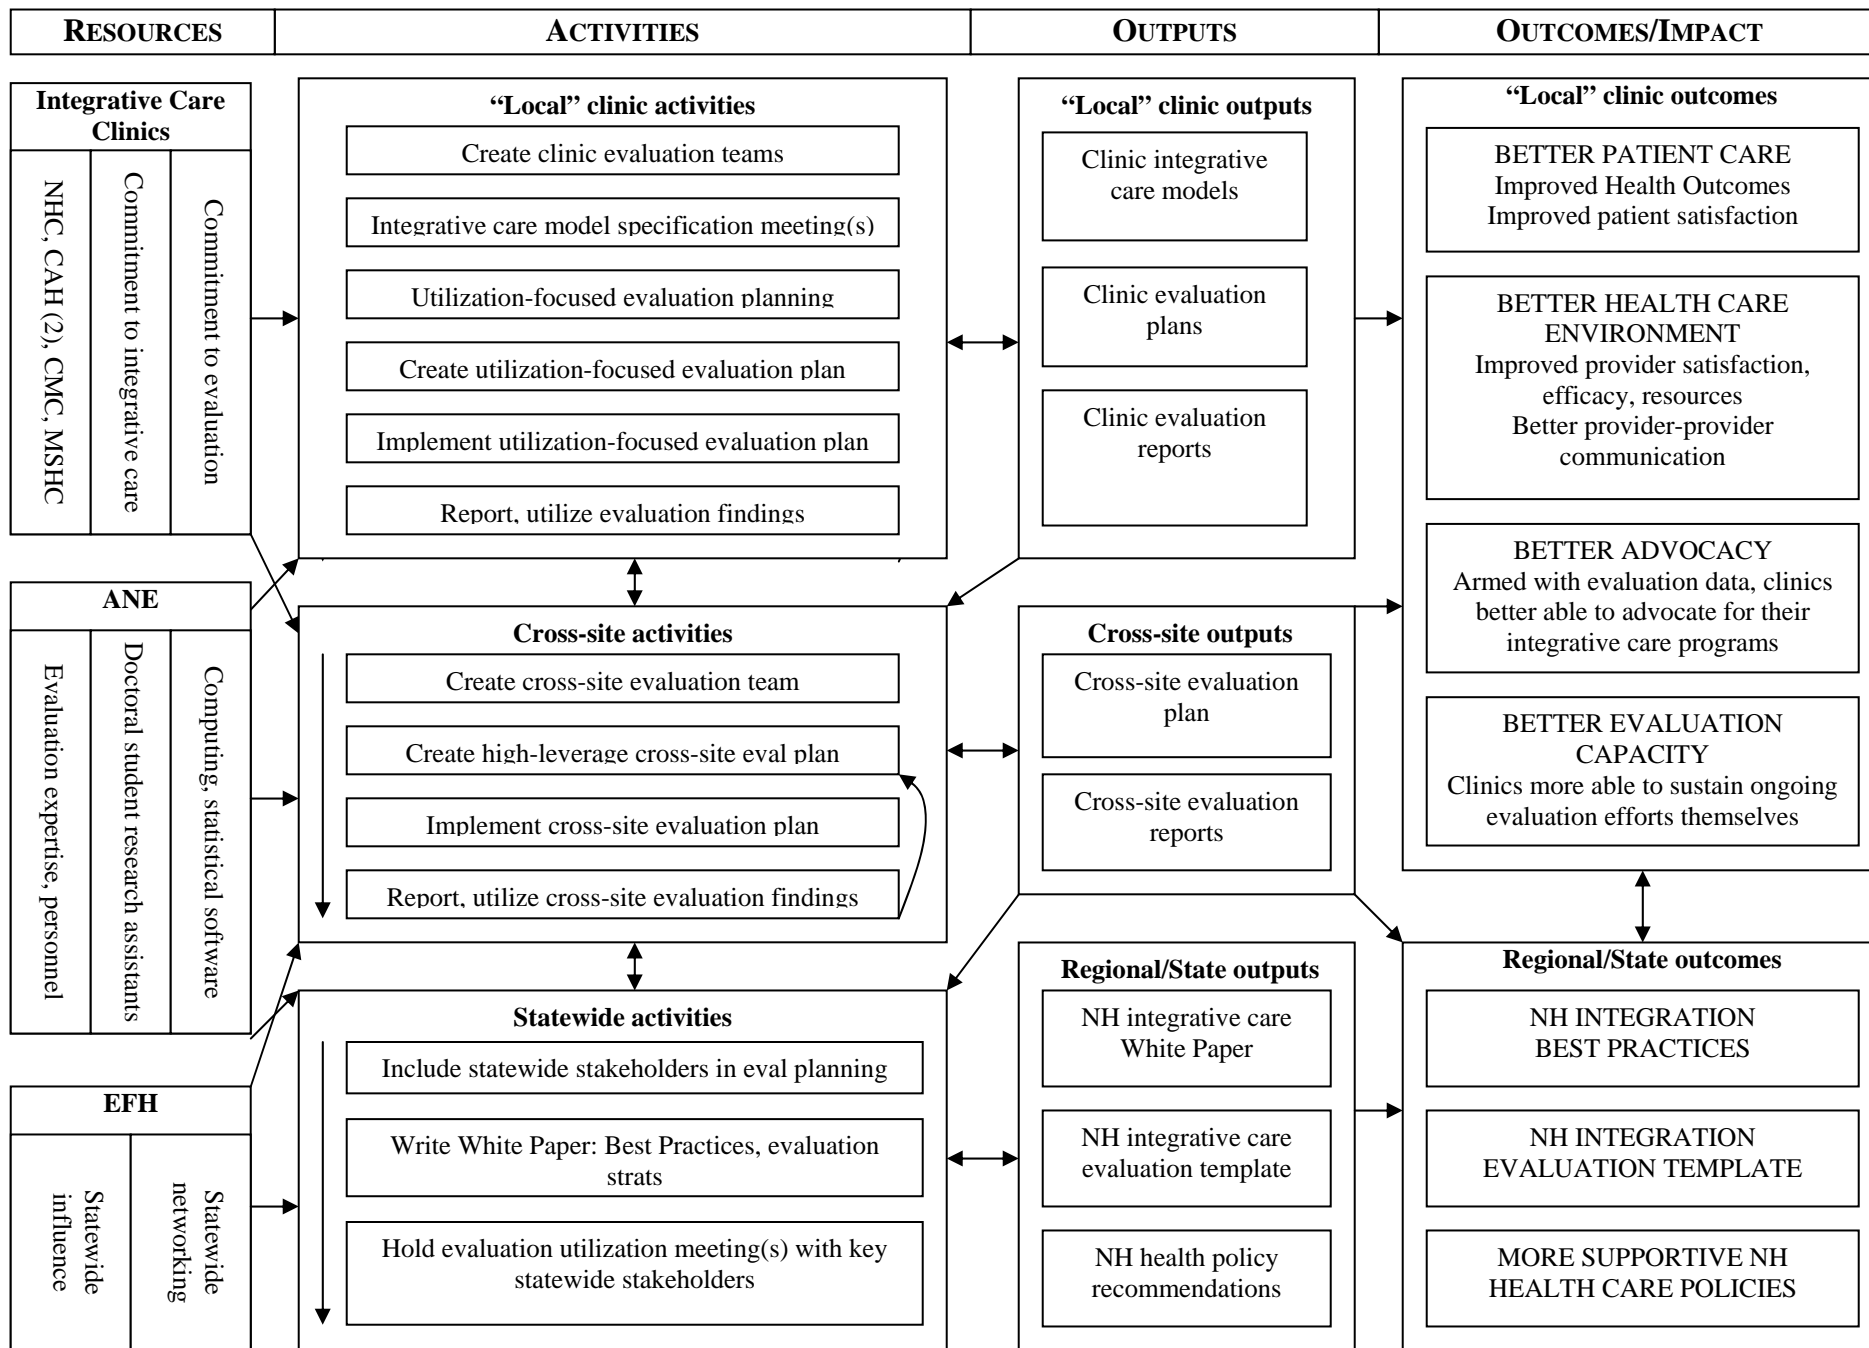 RESOURCES
ACTIVITIES
OUTPUTS
OUTCOMES/IMPACT
Integrative Care
Clinics
NHC, CAH (2), CMC, MSHC
Commitment to integrative care
Commitment to evaluation
ANE
Evaluation expertise, personnel
Doctoral student research assistants
Computing, statistical software
EFH
Statewide
influence
Statewide
networking
“Local” clinic activities
Create clinic evaluation teams
Integrative care model specification meeting(s)
Utilization-focused evaluation planning
Create utilization-focused evaluation plan
Implement utilization-focused evaluation plan
Report, utilize evaluation findings
Cross-site activities
Create cross-site evaluation team
Create high-leverage cross-site eval plan
Implement cross-site evaluation plan
Report, utilize cross-site evaluation findings
Statewide activities
Include statewide stakeholders in eval planning
Write White Paper: Best Practices, evaluation
strats
Hold evaluation utilization meeting(s) with key
statewide stakeholders
“Local” clinic outputs
Clinic integrative
care models
Clinic evaluation
plans
Clinic evaluation
reports
Cross-site outputs
Cross-site evaluation
plan
Cross-site evaluation
reports
Regional/State outputs
NH integrative care
White Paper
NH integrative care
evaluation template
NH health policy
recommendations
“Local” clinic outcomes
BETTER PATIENT CARE
Improved Health Outcomes
Improved patient satisfaction
BETTER HEALTH CARE
ENVIRONMENT
Improved provider satisfaction,
efficacy, resources
Better provider-provider
communication
BETTER ADVOCACY
Armed with evaluation data, clinics
better able to advocate for their
integrative care programs
BETTER EVALUATION
CAPACITY
Clinics more able to sustain ongoing
evaluation efforts themselves
Regional/State outcomes
NH INTEGRATION
BEST PRACTICES
NH INTEGRATION
EVALUATION TEMPLATE
MORE SUPPORTIVE NH
HEALTH CARE POLICIES